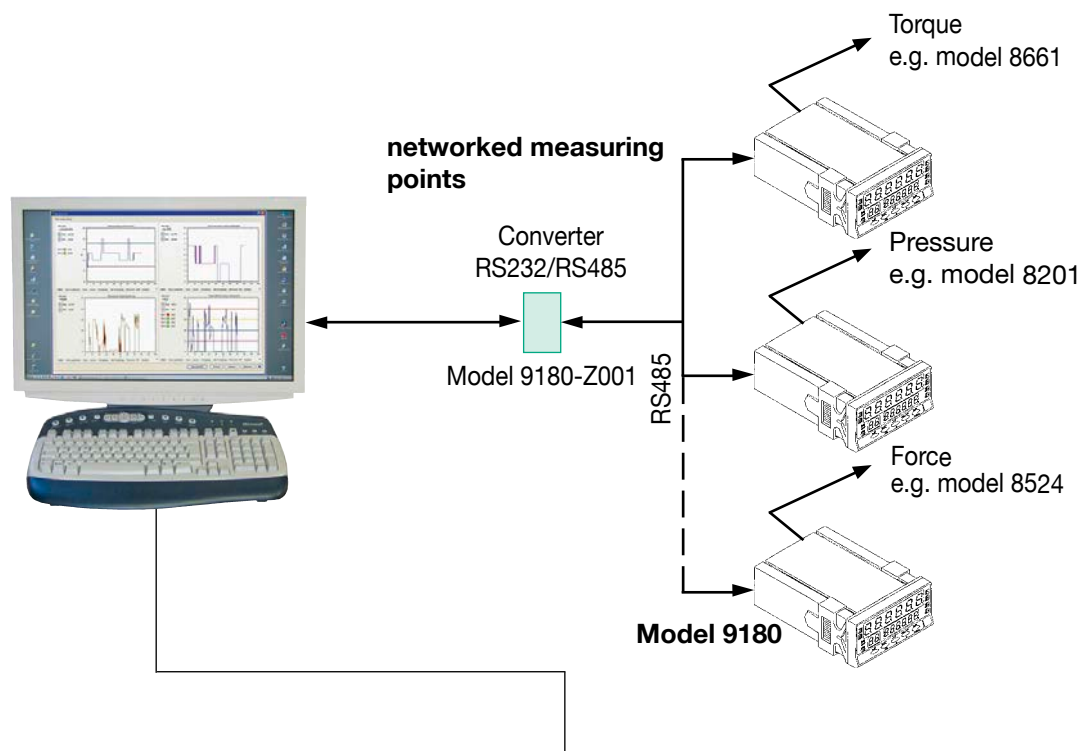 Torque
e.g. model 8661
networked measuring
points
Converter
RS232/RS485
Pressure
e.g. model 8201
Model 9180-Z001
RS485
Force
e.g. model 8524
Model 9180